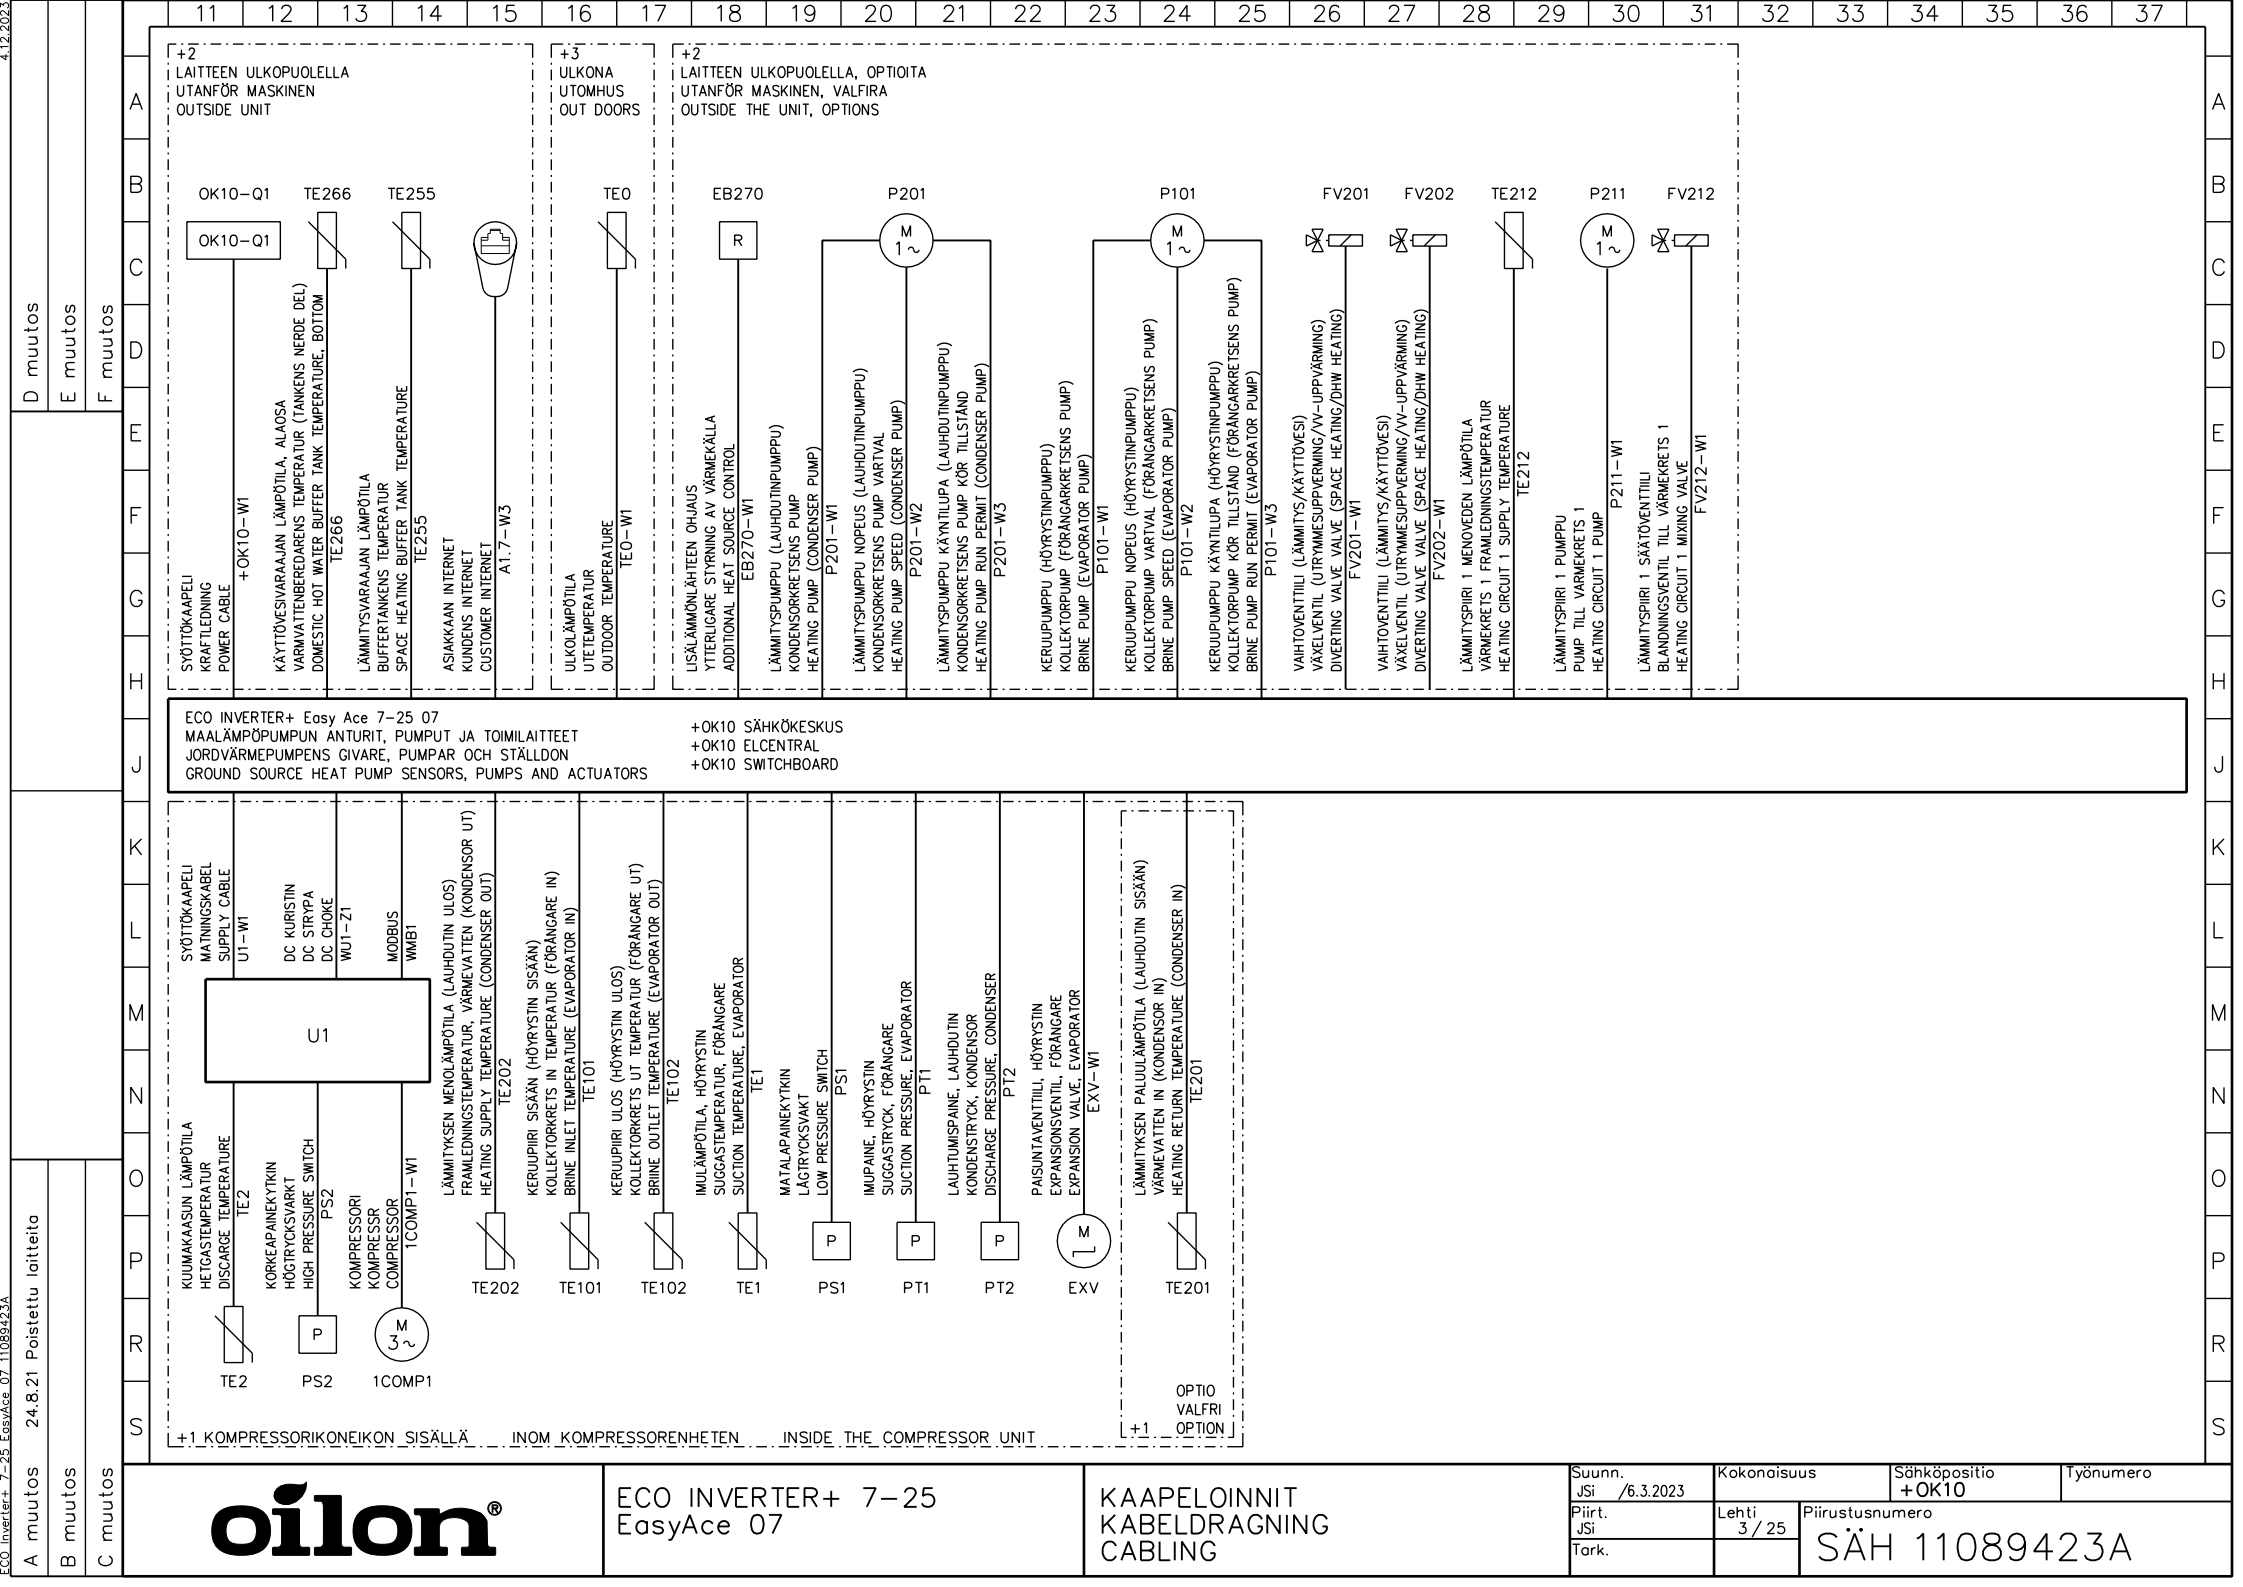 11 12 13 14 15 16 17 18 19 20 21 22 23 24 25 26 27 28 29 30 31 32 33 34 35 36 37
+2
LAITTEEN ULKOPUOLELLA
UTANFÖR MASKINEN
OUTSIDE UNIT
+3
ULKONA
UTOMHUS
OUT DOORS
+2
LAITTEEN ULKOPUOLELLA, OPTIOITA
UTANFÖR MASKINEN, VALFIRA
OUTSIDE THE UNIT, OPTIONS
A
B
C
D
E
F
G
H
J
K
L
M
N
O
P
R
S
A
B
C
D
E
F
G
H
J
K
L
M
N
O
P
R
S
OK10-Q1 TE266 TE255 TE0 EB270 P201 P101 FV201 FV202 TE212 P211 FV212
OK10-Q1
R
M
1~
M
1~
M
1~
SYÖTTÖKAAPELI
KRAFTLEDNING
POWER CABLE
+OK10-W1
KÄYTTÖVESIVARAAJAN LÄMPÖTILA, ALAOSA
VARMVATTENBEREDARENS TEMPERATUR (TANKENS NERDE DEL)
DOMESTIC HOT WATER BUFFER TANK TEMPERATURE, BOTTOM
TE266
LÄMMITYSVARAAJAN LÄMPÖTILA
BUFFERTANKENS TEMPERATUR
SPACE HEATING BUFFER TANK TEMPERATURE
TE255
ASIAKKAAN INTERNET
KUNDENS INTERNET
CUSTOMER INTERNET
A1.7-W3
ULKOLÄMPÖTILA
UTETEMPERATUR
OUTDOOR TEMPERATURE
TE0-W1
LISÄLÄMMÖNLÄHTEEN OHJAUS
YTTERLIGARE STYRNING AV VÄRMEKÄLLA
ADDITIONAL HEAT SOURCE CONTROL
EB270-W1
LÄMMITYSPUMPPU (LAUHDUTINPUMPPU)
KONDENSORKRETSENS PUMP
HEATING PUMP (CONDENSER PUMP)
P201-W1
LÄMMITYSPUMPPU NOPEUS (LAUHDUTINPUMPPU)
KONDENSORKRETSENS PUMP VARTVAL
HEATING PUMP SPEED (CONDENSER PUMP)
P201-W2
LÄMMITYSPUMPPU KÄYNTILUPA (LAUHDUTINPUMPPU)
KONDENSORKRETSENS PUMP KÖR TILLSTÅND
HEATING PUMP RUN PERMIT (CONDENSER PUMP)
P201-W3
KERUUPUMPPU (HÖYRYSTINPUMPPU)
KOLLEKTORPUMP (FÖRÅNGARKRETSENS PUMP)
BRINE PUMP (EVAPORATOR PUMP)
P101-W1
KERUUPUMPPU NOPEUS (HÖYRYSTINPUMPPU)
KOLLEKTORPUMP VARTVAL (FÖRÅNGARKRETSENS PUMP)
BRINE PUMP SPEED (EVAPORATOR PUMP)
P101-W2
KERUUPUMPPU KÄYNTILUPA (HÖYRYSTINPUMPPU)
KOLLEKTORPUMP KÖR TILLSTÅND (FÖRÅNGARKRETSENS PUMP)
BRINE PUMP RUN PERMIT (EVAPORATOR PUMP)
P101-W3
VAIHTOVENTTIILI (LÄMMITYS/KÄYTTÖVESI)
VÄXELVENTIL (UTRYMMESUPPVERMING/VV-UPPVÄRMING)
DIVERTING VALVE (SPACE HEATING/DHW HEATING)
FV201-W1
VAIHTOVENTTIILI (LÄMMITYS/KÄYTTÖVESI)
VÄXELVENTIL (UTRYMMESUPPVERMING/VV-UPPVÄRMING)
DIVERTING VALVE (SPACE HEATING/DHW HEATING)
FV202-W1
LÄMMITYSPIIRI 1 MENOVEDEN LÄMPÖTILA
VÄRMEKRETS 1 FRAMLEDNINGSTEMPERATUR
HEATING CIRCUIT 1 SUPPLY TEMPERATURE
TE212
LÄMMITYSPIIRI 1 PUMPPU
PUMP TILL VÄRMEKRETS 1
HEATING CIRCUIT 1 PUMP
P211-W1
LÄMMITYSPIIRI 1 SÄÄTÖVENTTIILI
BLANDNINGSVENTIL TILL VÄRMEKRETS 1
HEATING CIRCUIT 1 MIXING VALVE
FV212-W1
ECO INVERTER+ Easy Ace 7-25 07
MAALÄMPÖPUMPUN ANTURIT, PUMPUT JA TOIMILAITTEET
JORDVÄRMEPUMPENS GIVARE, PUMPAR OCH STÄLLDON
GROUND SOURCE HEAT PUMP SENSORS, PUMPS AND ACTUATORS
+OK10 SÄHKÖKESKUS
+OK10 ELCENTRAL
+OK10 SWITCHBOARD
SYÖTTÖKAAPELI
MATNINGSKABEL
SUPPLY CABLE
U1-W1
DC KURISTIN
DC STRYPA
DC CHOKE
WU1-Z1
MODBUS
WMB1
U1
KUUMAKAASUN LÄMPÖTILA
HETGASTEMPERATUR
DISCARGE TEMPERATURE
TE2
KORKEAPAINEKYTKIN
HÖGTRYCKSVARKT
HIGH PRESSURE SWITCH
PS2
KOMPRESSORI
KOMPRESSR
COMPRESSOR
1COMP1-W1
LÄMMITYKSEN MENOLÄMPÖTILA (LAUHDUTIN ULOS)
FRAMLEDNINGSTEMPERATUR, VÄRMEVATTEN (KONDENSOR UT)
HEATING SUPPLY TEMPERATURE (CONDENSER OUT)
TE202
KERUUPIIRI SISÄÄN (HÖYRYSTIN SISÄÄN)
KOLLEKTORKRETS IN TEMPERATUR (FÖRÅNGARE IN)
BRINE INLET TEMPERATURE (EVAPORATOR IN)
TE101
KERUUPIIRI ULOS (HÖYRYSTIN ULOS)
KOLLEKTORKRETS UT TEMPERATUR (FÖRÅNGARE UT)
BRINE OUTLET TEMPERATURE (EVAPORATOR OUT)
TE102
IMULÄMPÖTILA, HÖYRYSTIN
SUGGASTEMPERATUR, FÖRÅNGARE
SUCTION TEMPERATURE, EVAPORATOR
TE1
MATALAPAINEKYTKIN
LÅGTRYCKSVAKT
LOW PRESSURE SWITCH
PS1
IMUPAINE, HÖYRYSTIN
SUGGASTRYCK, FÖRÅNGARE
SUCTION PRESSURE, EVAPORATOR
PT1
LAUHTUMISPAINE, LAUHDUTIN
KONDENSTRYCK, KONDENSOR
DISCHARGE PRESSURE, CONDENSER
PT2
PAISUNTAVENTTIILI, HÖYRYSTIN
EXPANSIONSVENTIL, FÖRÅNGARE
EXPANSION VALVE, EVAPORATOR
EXV-W1
LÄMMITYKSEN PALUULÄMPÖTILA (LAUHDUTIN SISÄÄN)
VÄRMEVATTEN IN (KONDENSOR IN)
HEATING RETURN TEMPERATURE (CONDENSER IN)
TE201
P P P M
TE202 TE101 TE102 TE1 PS1 PT1 PT2 EXV TE201
P
M
3~
TE2 PS2 1COMP1
OPTIO
VALFRI
+1 OPTION
+1 KOMPRESSORIKONEIKON SISÄLLÄ INOM KOMPRESSORENHETEN INSIDE THE COMPRESSOR UNIT
4.12.2023
D muutos
E muutos
F muutos
A muutos 24.8.21 Poistettu laitteita
B muutos
C muutos
ECO Inverter+ 7-25 EasyAce 07 11089423A
oilon®
ECO INVERTER+ 7-25
EasyAce 07
KAAPELOINNIT
KABELDRAGNING
CABLING
Suunn.
JSi /6.3.2023
Piirt.
JSi
Tark.
Kokonaisuus
Sähköpositio
+OK10
Työnumero
Lehti
3/25
Piirustusnumero
SÄH 11089423A